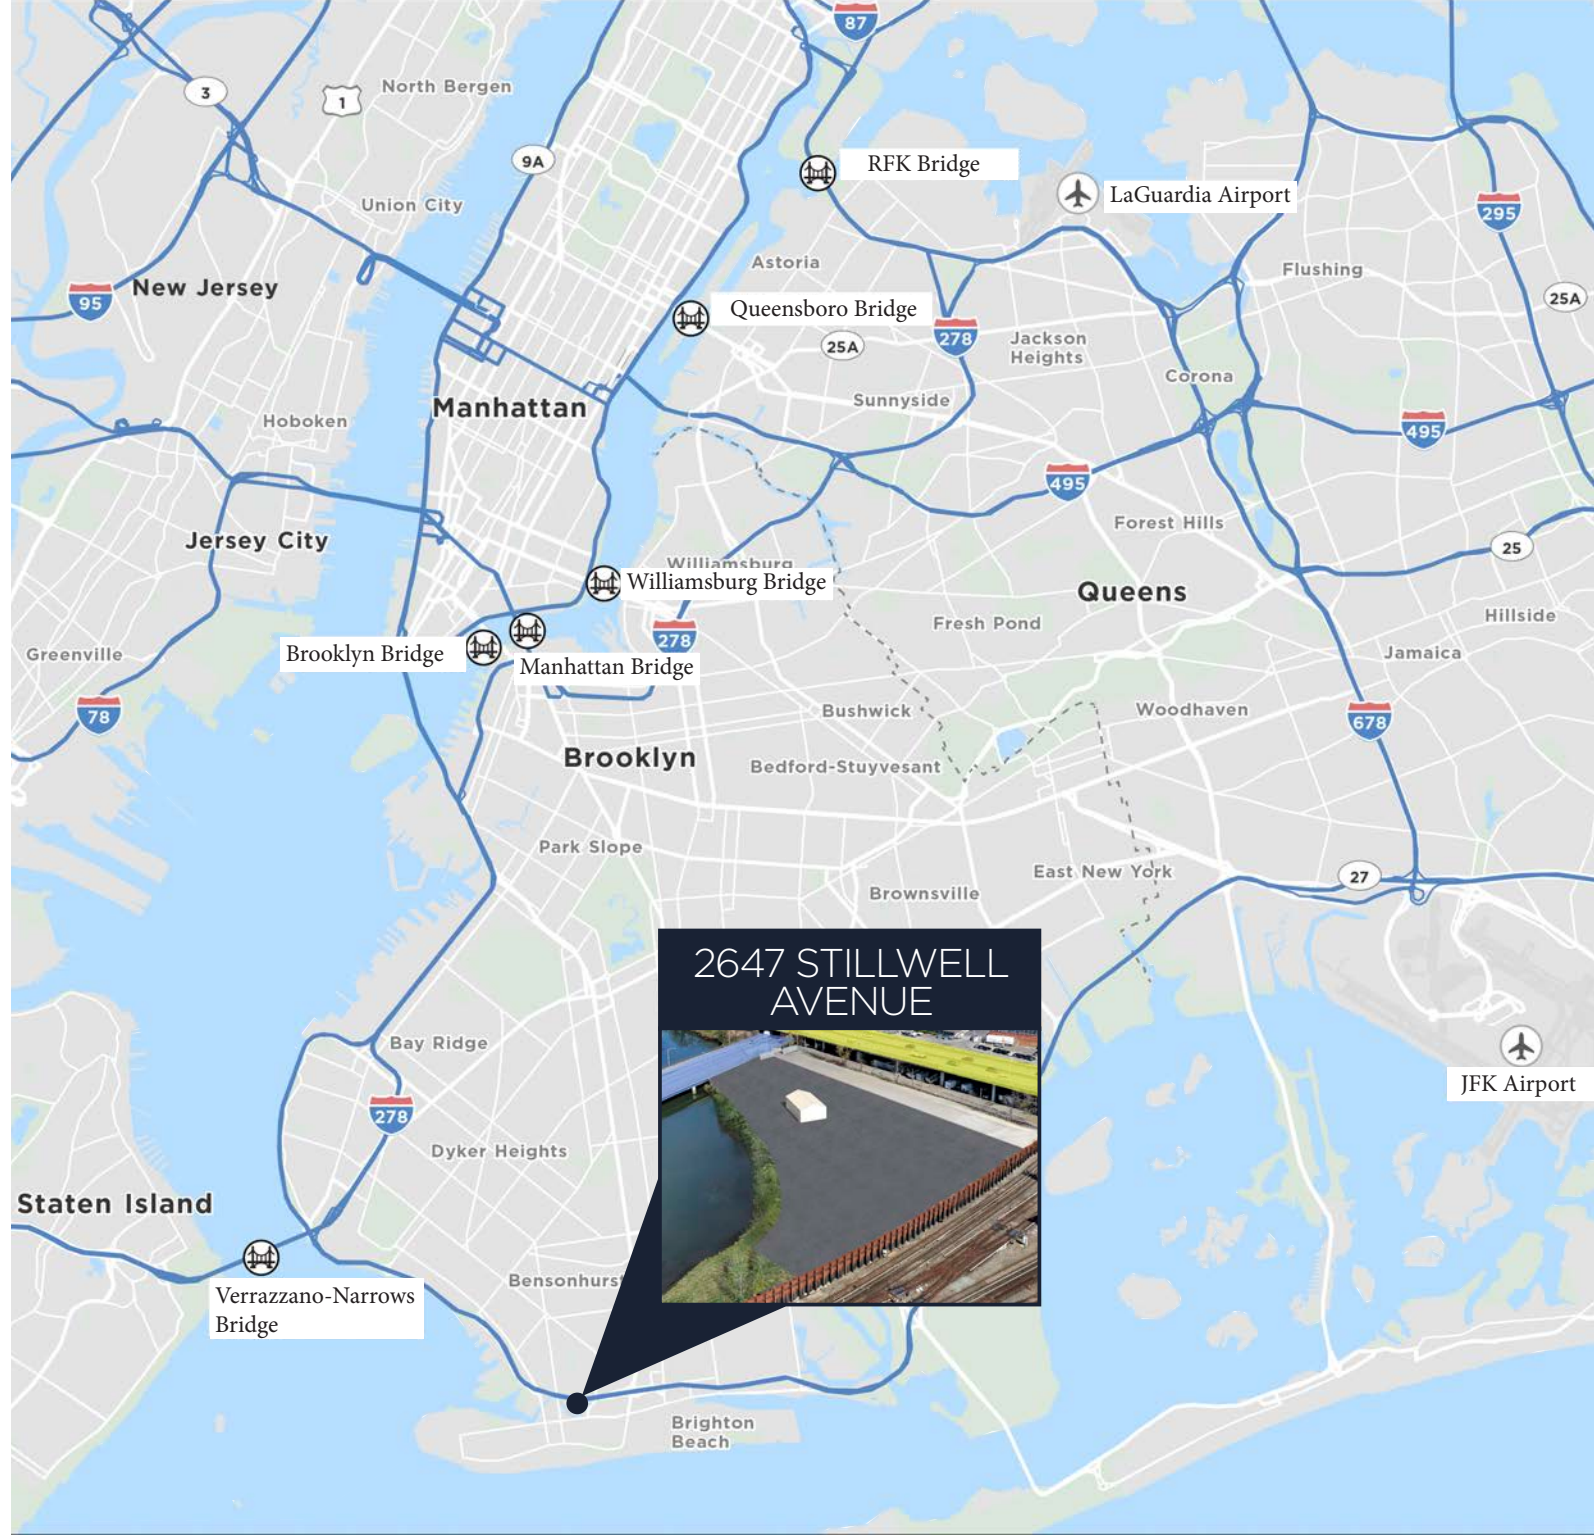 87
North Bergen
3
1
9A
RFK Bridge
LaGuardia Airport
Union City
295
Astoria
Flushing
New Jersey
95
25A
Queensboro Bridge
25A
278
Jackson
Heights
Corona
Sunnyside
Manhattan
Hoboken
495
495
Forest Hills
Jersey City
25
Williamsburg
Williamsburg Bridge
Queens
Hillside
Fresh Pond
278
Brooklyn Bridge
Manhattan Bridge
Greenville
Jamaica
78
Bushwick
Woodhaven
678
Brooklyn
Bedford-Stuyvesant
Park Slope
East New York
27
Brownsville
2647 STILLWELL
AVENUE
Bay Ridge
JFK Airport
278
Dyker Heights
Staten Island
Bensonhurst
Verrazzano-Narrows
Bridge
Brighton
Beach